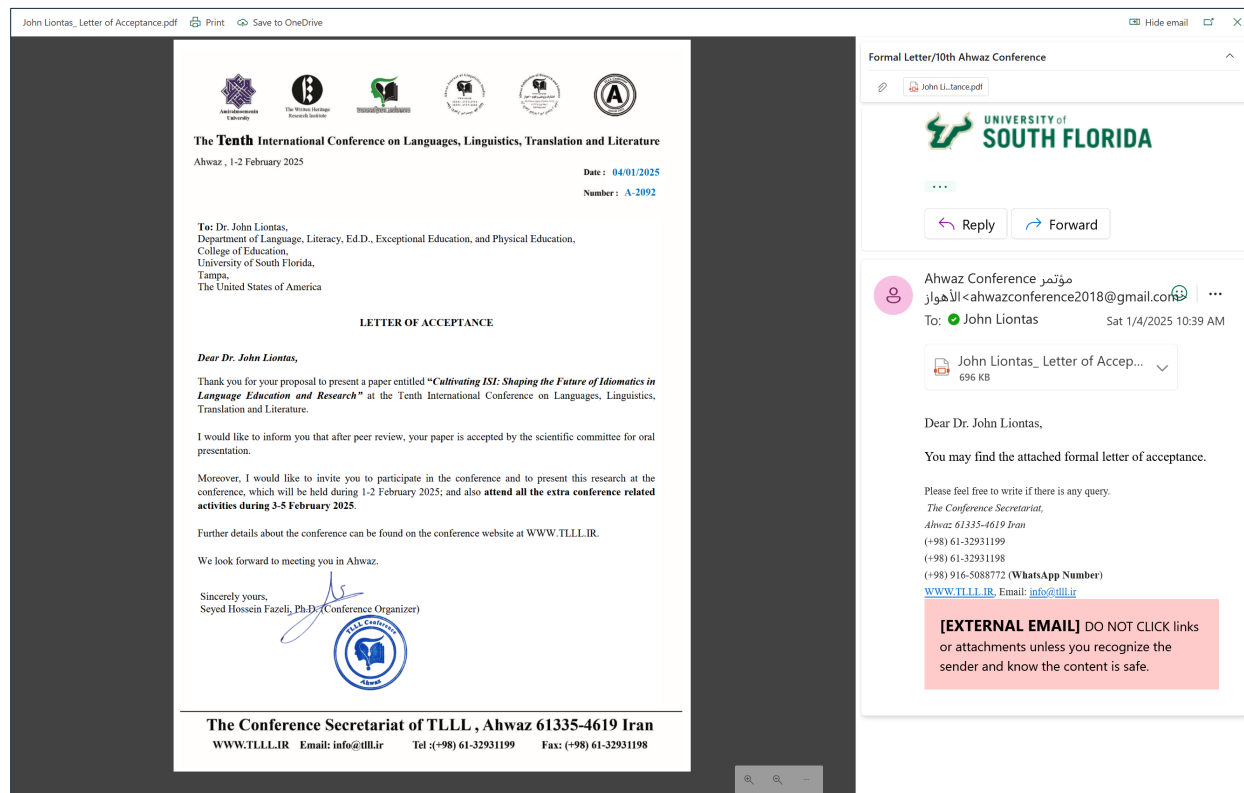 John Liontas_ Letter of Acceptance.pdf Print Save to OneDrive
Hide email
Amiralmoemenin
University
The Written Heritage
Research Institute
A
The Tenth International Conference on Languages, Linguistics, Translation and Literature
Ahwaz , 1-2 February 2025
Date : 04/01/2025
Number : A-2092
To: Dr. John Liontas,
Department of Language, Literacy, Ed.D., Exceptional Education, and Physical Education,
College of Education,
University of South Florida,
Tampa,
The United States of America
LETTER OF ACCEPTANCE
Dear Dr. John Liontas,
Thank you for your proposal to present a paper entitled “Cultivating ISI: Shaping the Future of Idiomatics in
Language Education and Research” at the Tenth International Conference on Languages, Linguistics,
Translation and Literature.
I would like to inform you that after peer review, your paper is accepted by the scientific committee for oral
presentation.
Moreover, I would like to invite you to participate in the conference and to present this research at the
conference, which will be held during 1-2 February 2025; and also attend all the extra conference related
activities during 3-5 February 2025.
Further details about the conference can be found on the conference website at WWW.TLLL.IR.
We look forward to meeting you in Ahwaz.
Sincerely yours,
Seyed Hossein Fazeli, Ph.D. (Conference Organizer)
TLLL Conference
Ahwaz
The Conference Secretariat of TLLL , Ahwaz 61335-4619 Iran
WWW.TLLL.IR Email: info@tlll.ir Tel :(+98) 61-32931199 Fax: (+98) 61-32931198
Formal Letter/10th Ahwaz Conference
John Li...tance.pdf
UNIVERSITY of
SOUTH FLORIDA
...
Reply Forward
Ahwaz Conference مؤتمر
الأهواز <ahwazconference2018@gmail.com>
To: John Liontas Sat 1/4/2025 10:39 AM
John Liontas_ Letter of Accep...
696 KB
Dear Dr. John Liontas,
You may find the attached formal letter of acceptance.
Please feel free to write if there is any query.
The Conference Secretariat,
Ahwaz 61335-4619 Iran
(+98) 61-32931199
(+98) 61-32931198
(+98) 916-5088772 (WhatsApp Number)
WWW.TLLL.IR, Email: info@tlll.ir
[EXTERNAL EMAIL] DO NOT CLICK links
or attachments unless you recognize the
sender and know the content is safe.